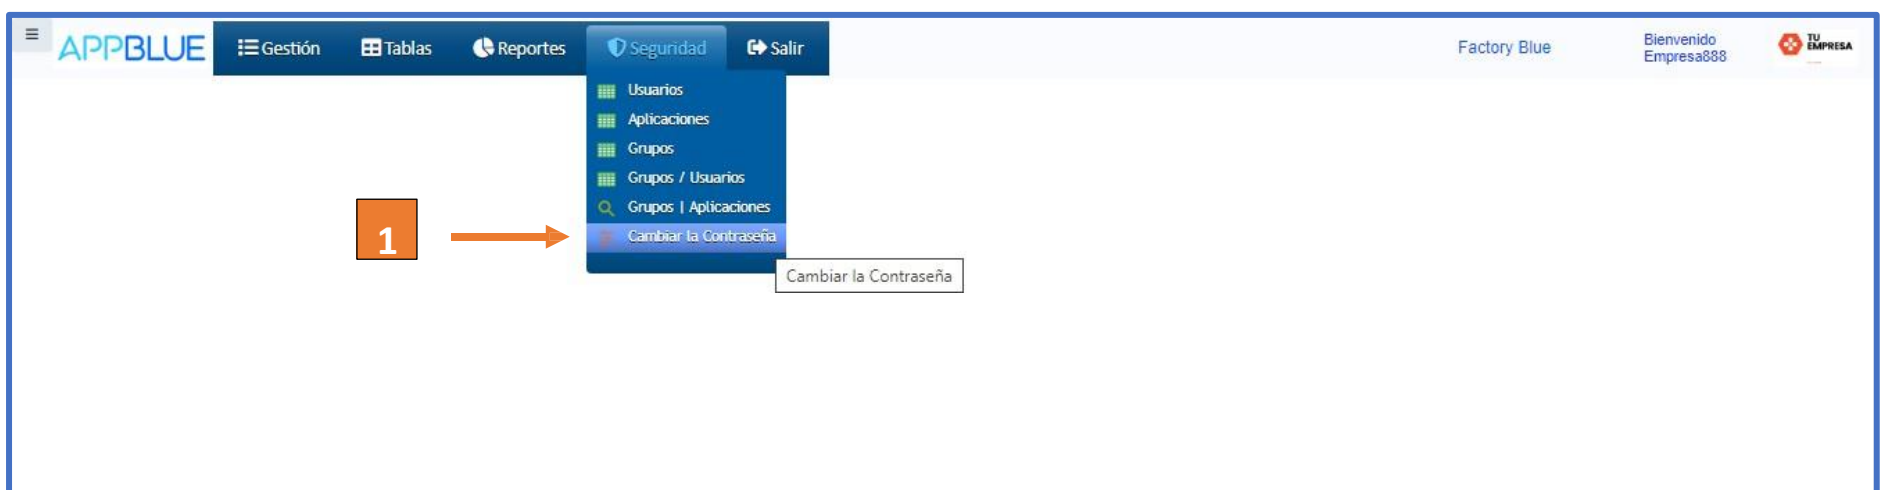 ≡ APPBLUE Gestión Tablas Reportes Seguridad Salir Factory Blue
Bienvenido
Empresa888
TU
EMPRESA
Usuarios
Aplicaciones
Grupos
Grupos / Usuarios
Grupos | Aplicaciones
1
Cambiar la Contraseña
Cambiar la Contraseña